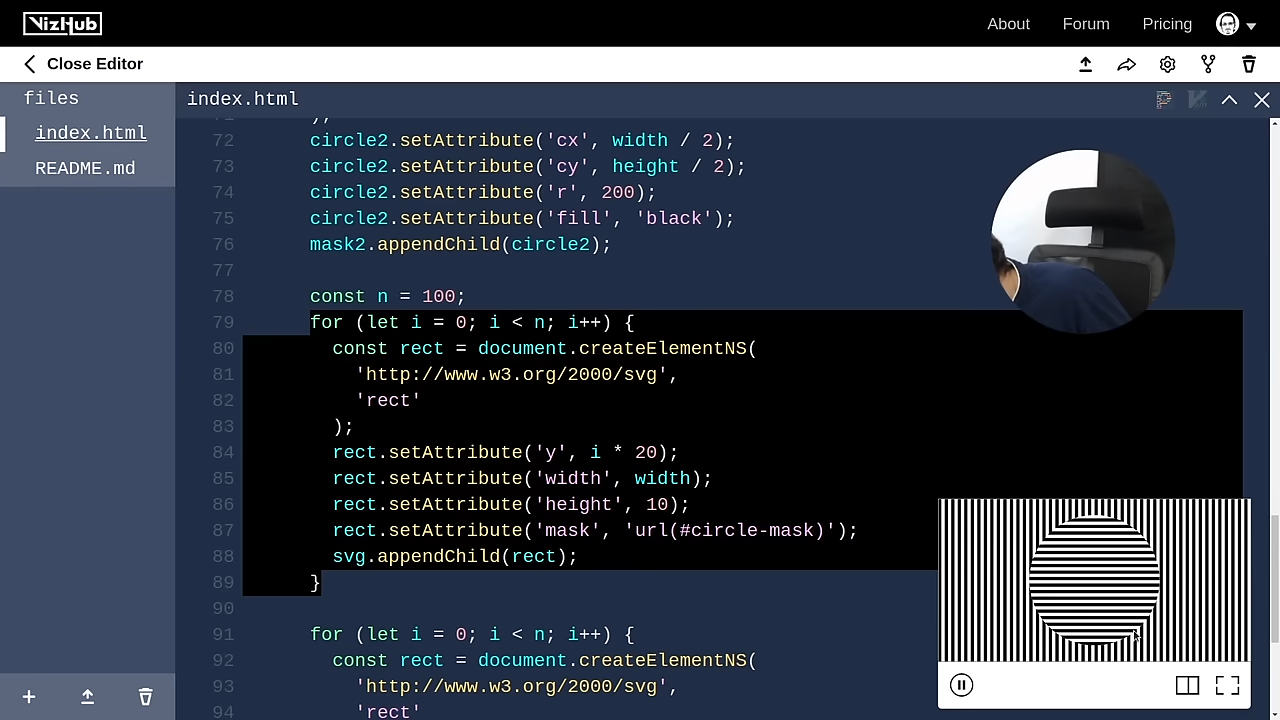 VizHub
About
Forum
Pricing
Close Editor
files
index.html
README.md
index.html
71 );
72 circle2.setAttribute('cx', width / 2);
73 circle2.setAttribute('cy', height / 2);
74 circle2.setAttribute('r', 200);
75 circle2.setAttribute('fill', 'black');
76 mask2.appendChild(circle2);
77
78 const n = 100;
79 for (let i = 0; i < n; i++) {
80 const rect = document.createElementNS(
81 'http://www.w3.org/2000/svg',
82 'rect'
83 );
84 rect.setAttribute('y', i * 20);
85 rect.setAttribute('width', width);
86 rect.setAttribute('height', 10);
87 rect.setAttribute('mask', 'url(#circle-mask)');
88 svg.appendChild(rect);
89 }
90
91 for (let i = 0; i < n; i++) {
92 const rect = document.createElementNS(
93 'http://www.w3.org/2000/svg',
94 'rect'